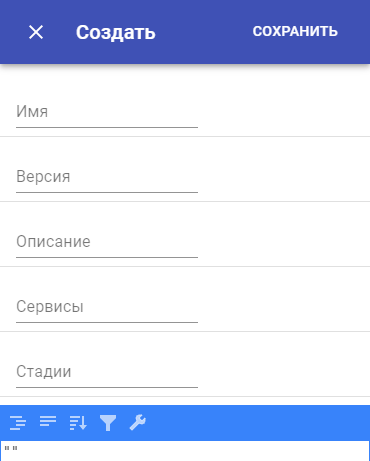 Создать
СОХРАНИТЬ
Имя
Версия
Описание
Сервисы
Стадии
""